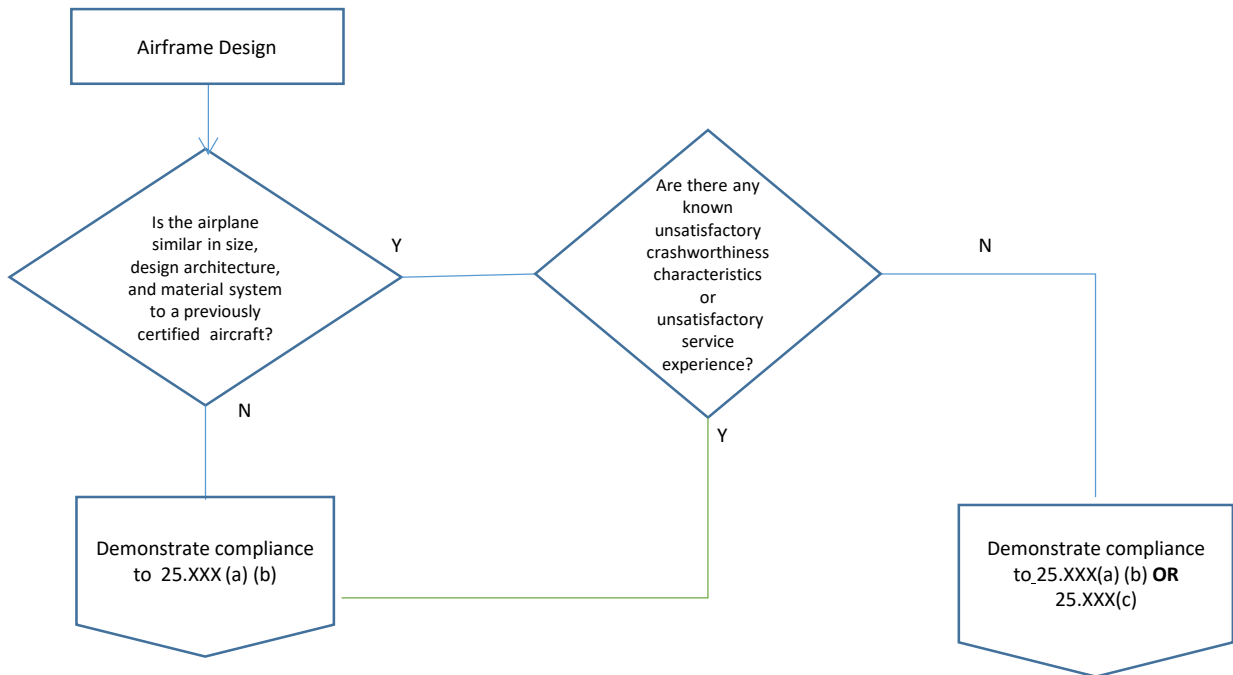 Airframe Design
Is the airplane
similar in size,
design architecture,
and material system
to a previously
certified aircraft?
Y
N
Are there any
known
unsatisfactory
crashworthiness
characteristics
or
unsatisfactory
service
experience?
N
Y
Demonstrate compliance
to 25.XXX (a) (b)
Demonstrate compliance
to 25.XXX(a) (b) OR
25.XXX(c)